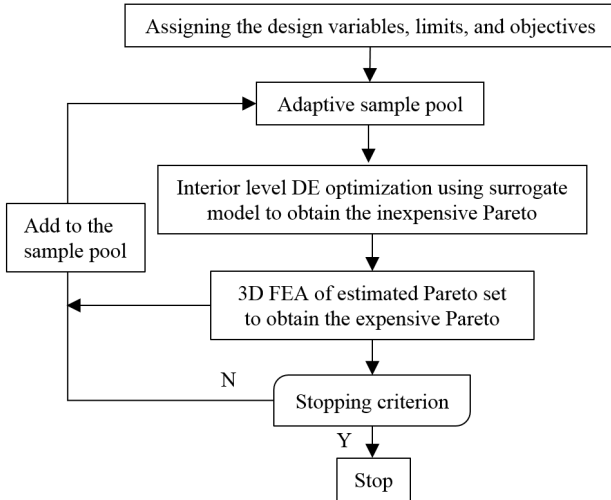 Assigning the design variables, limits, and objectives
Adaptive sample pool
Interior level DE optimization using surrogate
model to obtain the inexpensive Pareto
Add to the
sample pool
3D FEA of estimated Pareto set
to obtain the expensive Pareto
N
Stopping criterion
Y
Stop